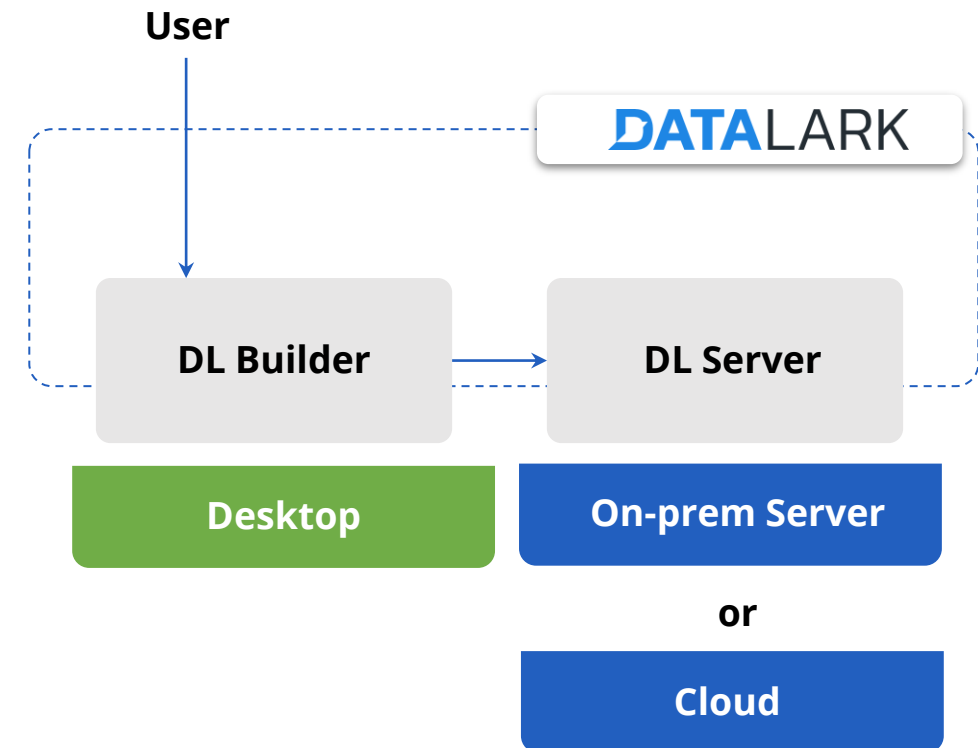 User
DATALARK
DL Builder
DL Server
Desktop
On-prem Server
or
Cloud